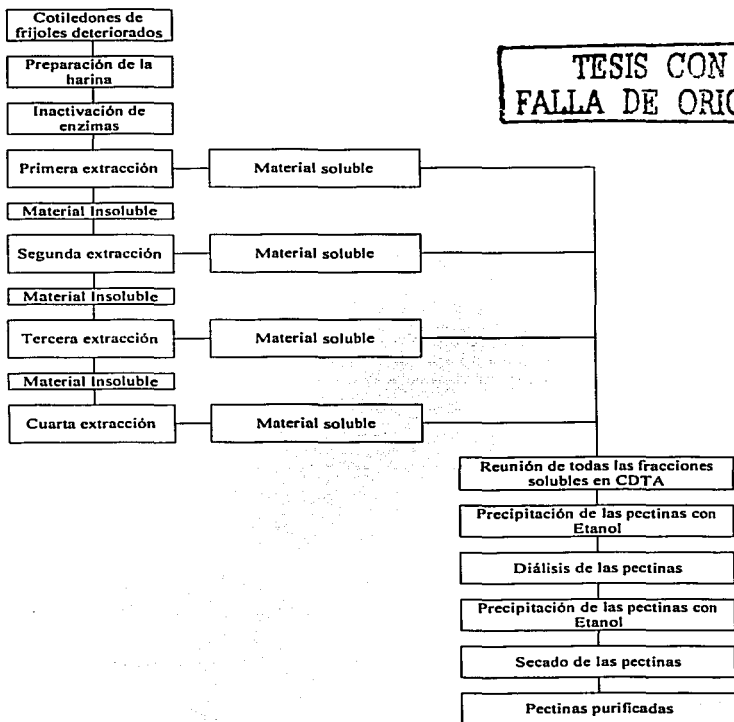 Cotiledones de
frijoles deteriorados
TESIS CON
FALLA DE
Preparación de la
harina
Inactivación de
enzimas
Primera extracción
Material soluble
Material Insoluble
Segunda extracción
Material soluble
Material Insoluble
Tercera extracción
Material soluble
Material Insoluble
Cuarta extracción
Material soluble
Reunión de todas las fracciones
solubles en CDTA
Precipitación de las pectinas con
Etanol
Diálisis de las pectinas
Precipitación de las pectinas con
Etanol
Secado de las pectinas
Pectinas purificadas